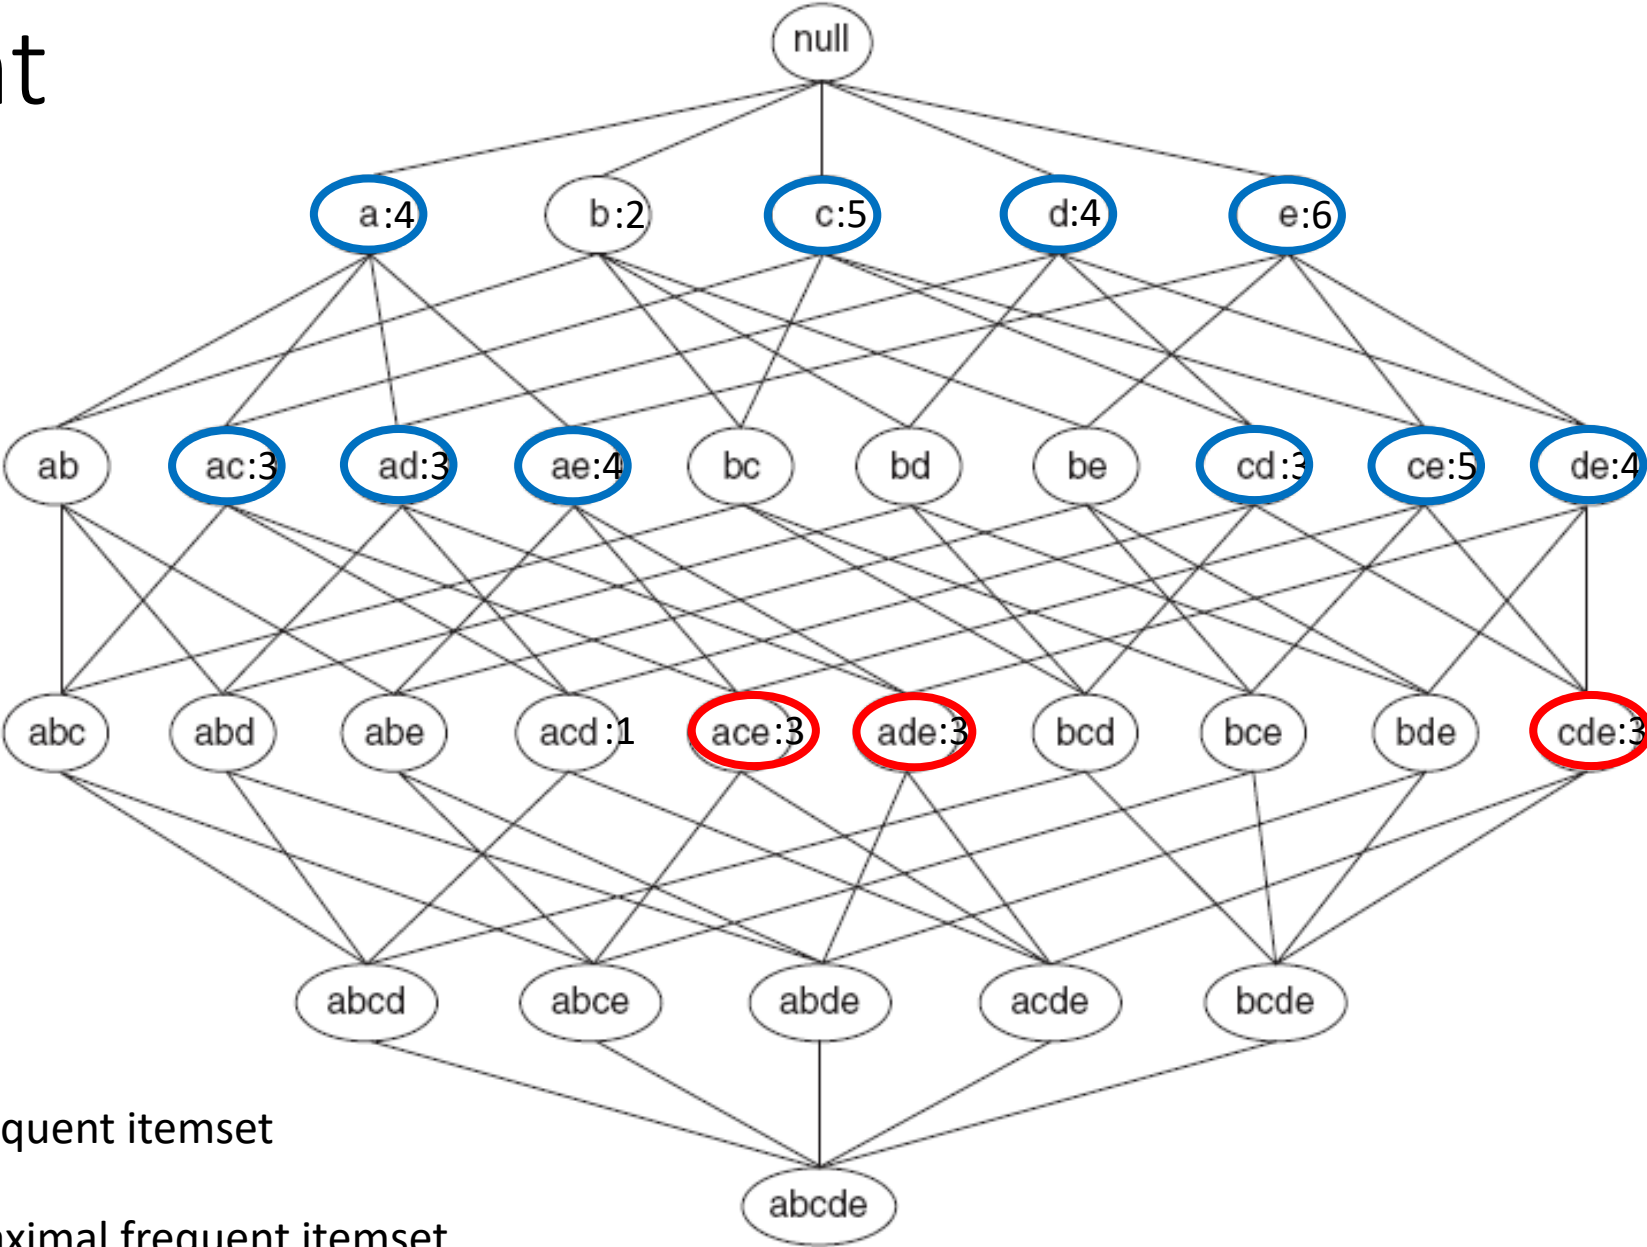 nt
null
a:4 b:2 c:5 d:4 e:6
ab ac:3 ad:3 ae:4 bc bd be cd:3 ce:5 de:4
abc abd abe acd:1 ace:3 ade:3 bcd bce bde cde:3
abcd abce abde acde bcde
quent itemset
abcde
aximal frequent itemset